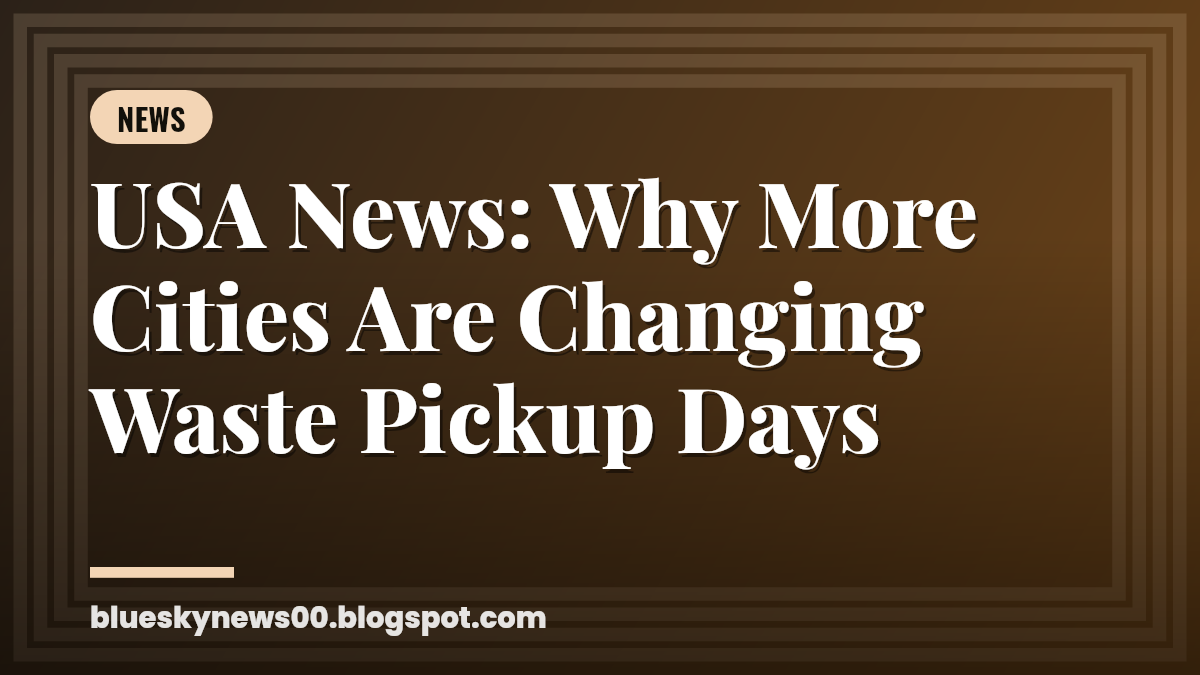 NEWS
USA News: Why More
Cities Are Changing
Waste Pickup Days
blueskynews00.blogspot.com